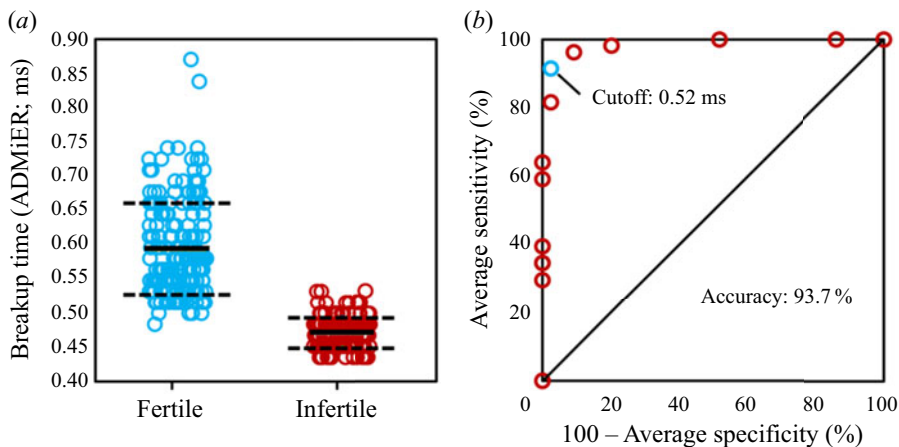 (a)
0.90
0.85
0.80
0.75
0.70
0.65
0.60
0.55
0.50
0.45
0.40
Breakup time (ADMiER; ms)
Fertile
Infertile
(b)
100
80
60
40
20
0
Average sensitivity (%)
Cutoff: 0.52 ms
Accuracy: 93.7 %
20
40
60
80
100
100 – Average specificity (%)